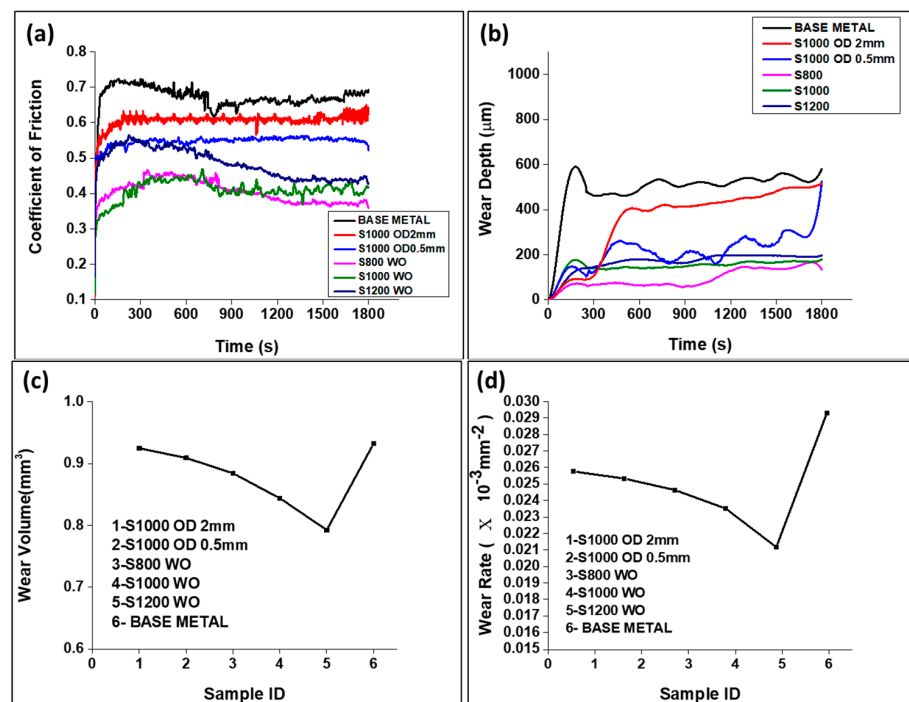 (a)
0.8
0.7
0.6
0.5
0.4
0.3
0.2
0.1
Coefficient of Friction
0 300 600 900 1200 1500 1800
Time (s)
BASE METAL
S1000 OD2mm
S1000 OD0.5mm
S800 WO
S1000 WO
S1200 WO
(b)
1000
800
600
400
200
0
Wear Depth (μm)
0 300 600 900 1200 1500 1800
Time (s)
BASE METAL
S1000 OD 2mm
S1000 OD 0.5mm
S800
S1000
S1200
(c)
1.0
0.9
0.8
0.7
0.6
Wear Volume(mm³)
0 1 2 3 4 5 6
Sample ID
1-S1000 OD 2mm
2-S1000 OD 0.5mm
3-S800 WO
4-S1000 WO
5-S1200 WO
6- BASE METAL
(d)
0.030
0.029
0.028
0.027
0.026
0.025
0.024
0.023
0.022
0.021
0.020
0.019
0.018
0.017
0.016
0.015
Wear Rate ( X 10⁻³mm⁻²)
0 1 2 3 4 5 6
Sample ID
1-S1000 OD 2mm
2-S1000 OD 0.5mm
3-S800 WO
4-S1000 WO
5-S1200 WO
6- BASE METAL